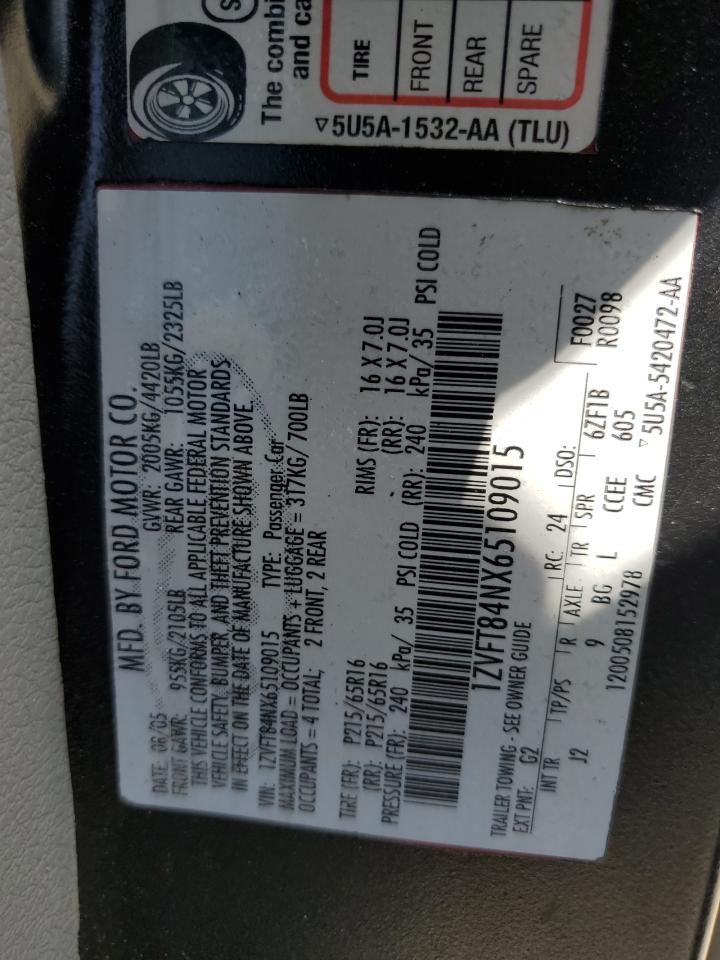 The combi
and ca
TIRE
FRONT
REAR
SPARE
5U5A-1532-AA (TLU)
MFD. BY FORD MOTOR CO.
DATE: 08/05 GVWR: 2005KG/4420LB
FRONT GAWR: 955KG/2105LB REAR GAWR: 1055KG/2325LB
THIS VEHICLE CONFORMS TO ALL APPLICABLE FEDERAL MOTOR
VEHICLE SAFETY, BUMPER, AND THEFT PREVENTION STANDARDS
IN EFFECT ON THE DATE OF MANUFACTURE SHOWN ABOVE.
VIN: 1ZVFT84NX65109015 TYPE: Passenger Car
MAXIMUM LOAD = OCCUPANTS + LUGGAGE = 317KG/700LB
OCCUPANTS = 4 TOTAL; 2 FRONT, 2 REAR
TIRE (FR): P215/65R16 RIMS (FR): 16 X 7.0J
(RR): P215/65R16 (RR): 16 X 7.0J
PRESSURE (FR): 240 kPa/ 35 PSI COLD (RR): 240 kPa/ 35 PSI COLD
1ZVFT84NX65109015
TRAILER TOWING - SEE OWNER GUIDE
EXT PNT: G2 RC: 24 DSO: F0027
R0098
INT TR TP/PS R AXLE TR SPR
J2 9 BG L CCEE 6ZF1B
605
1200508152978 CMC 5U5A-5420472-AA